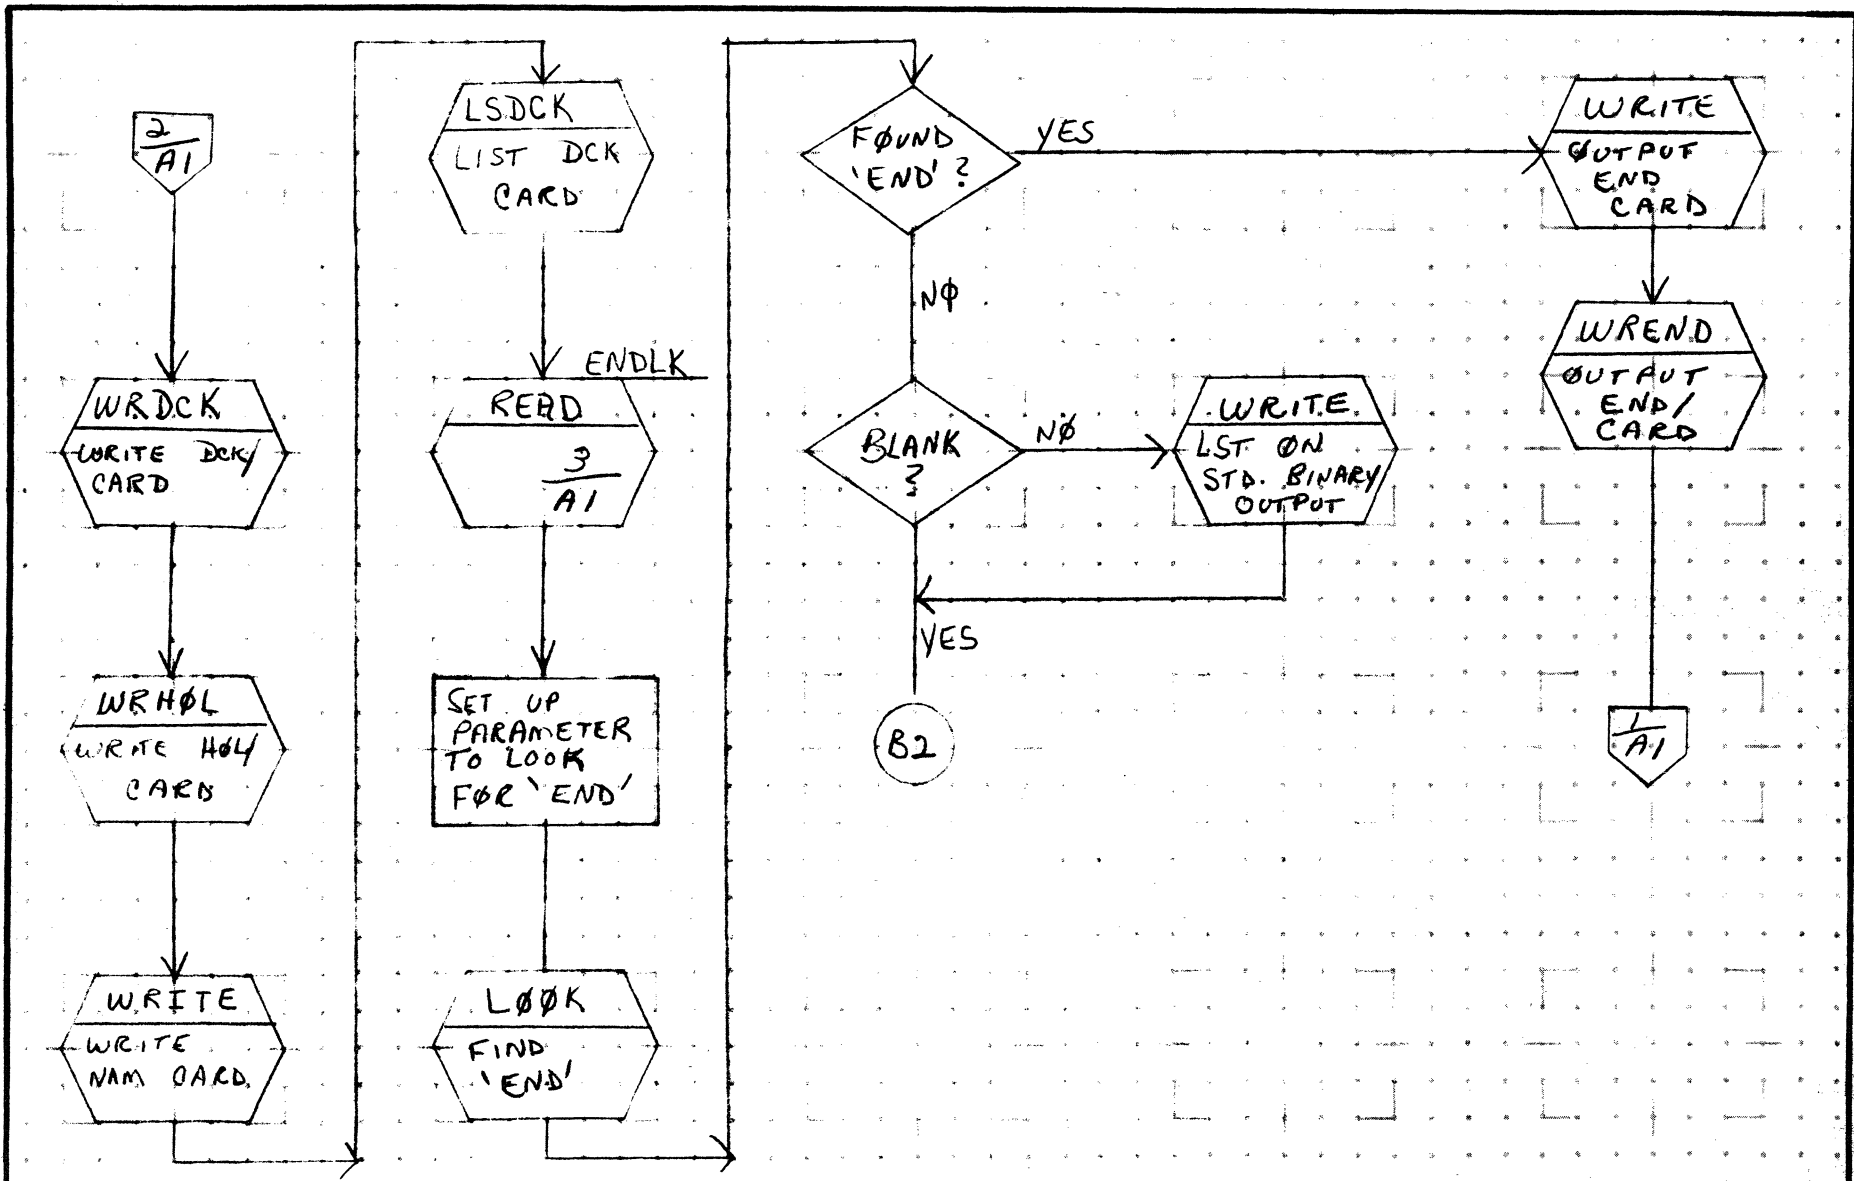 2
A1
WRDCK
WRITE DCK/
CARD
WRHØL
WRITE HØL/
CARD
WRITE
WRITE
NAM CARD
LSDCK
LIST DCK
CARD
ENDLK
READ
3
A1
SET UP
PARAMETER
TO LOOK
FØR 'END'
LØØK
FIND
'END'
FØUND
'END'?
YES
NØ
BLANK
?
NØ
YES
B2
WRITE
LST ØN
STD. BINARY
OUTPUT
WRITE
ØUTPUT
END
CARD
WREND
ØUTPUT
END/
CARD
1
A1